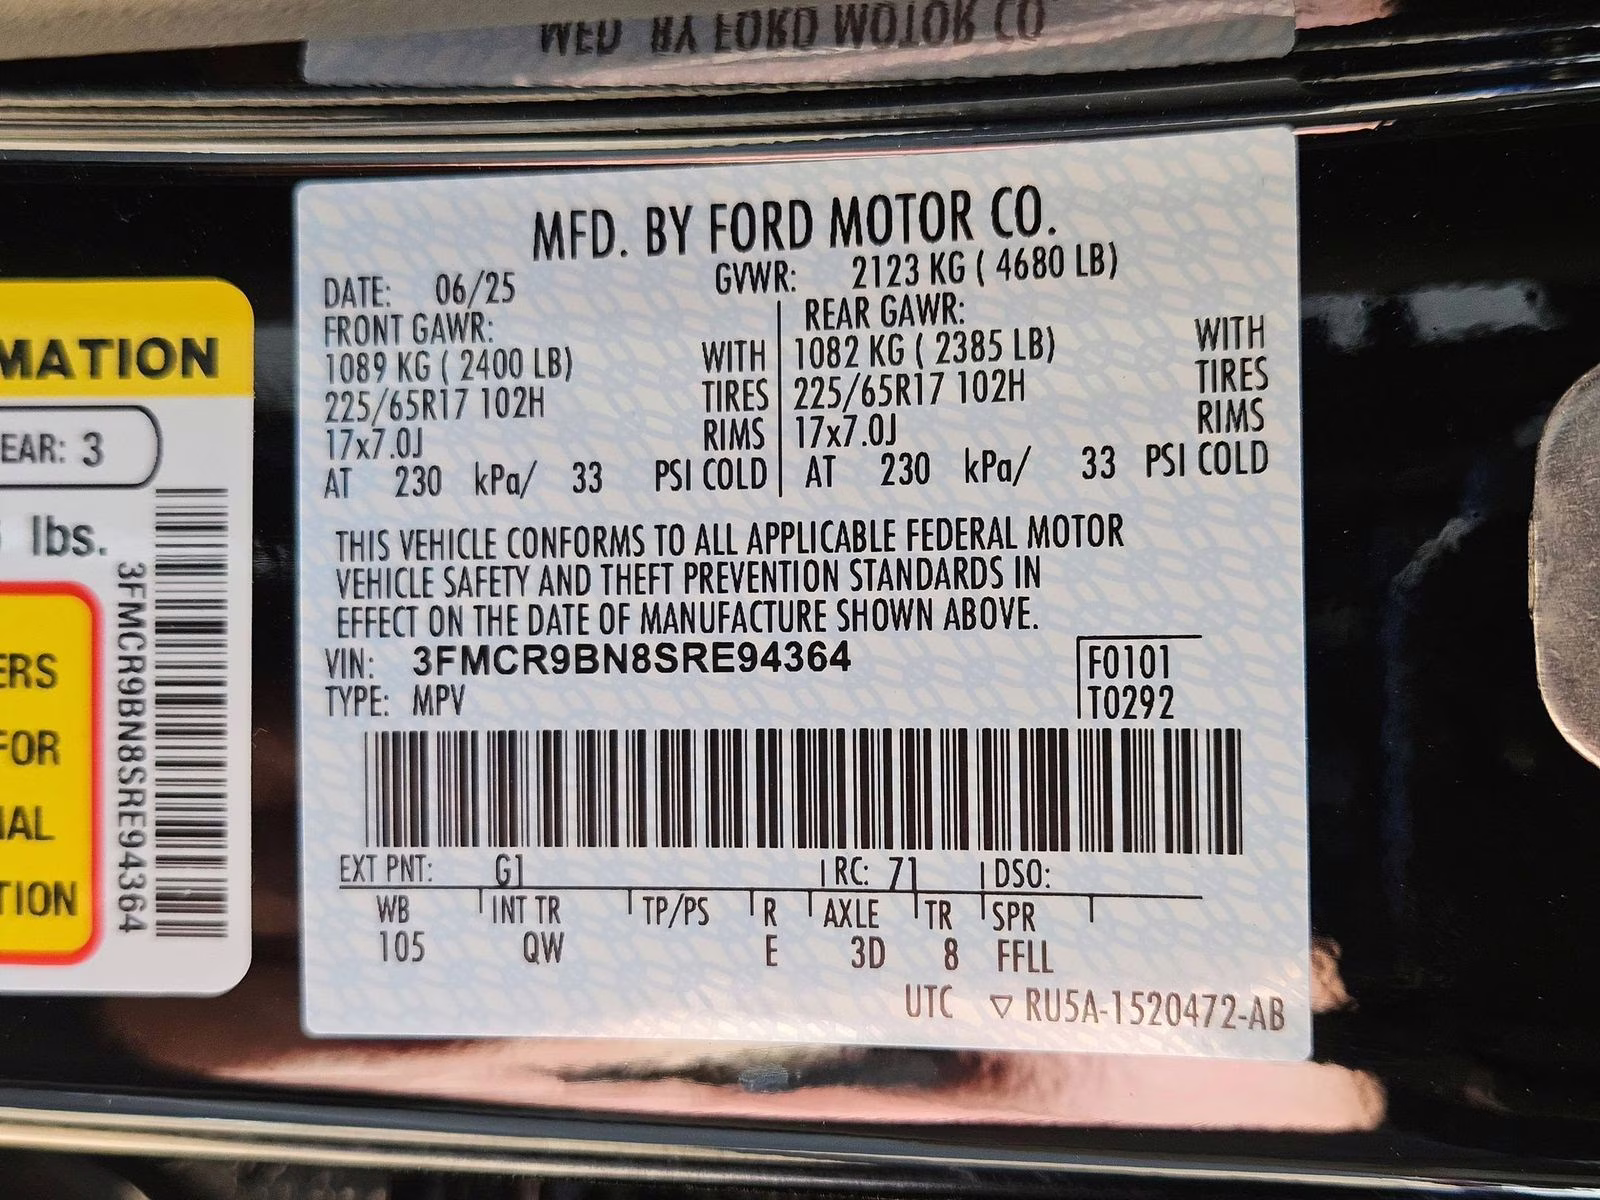 MFD. BY FORD MOTOR CO
MFD. BY FORD MOTOR CO.
DATE: 06/25 GVWR: 2123 KG ( 4680 LB)
FRONT GAWR: REAR GAWR:
1089 KG ( 2400 LB) WITH 1082 KG ( 2385 LB) WITH
225/65R17 102H TIRES 225/65R17 102H TIRES
17x7.0J RIMS 17x7.0J RIMS
AT 230 kPa/ 33 PSI COLD AT 230 kPa/ 33 PSI COLD
THIS VEHICLE CONFORMS TO ALL APPLICABLE FEDERAL MOTOR
VEHICLE SAFETY AND THEFT PREVENTION STANDARDS IN
EFFECT ON THE DATE OF MANUFACTURE SHOWN ABOVE.
VIN: 3FMCR9BN8SRE94364 F0101
TYPE: MPV T0292
EXT PNT: G1 RC: 71 DSO:
WB INT TR TP/PS R AXLE TR SPR
105 QW E 3D 8 FFLL
UTC ▽ RU5A-1520472-AB
MATION
EAR: 3
lbs.
3FMCR9BN8SRE94364
ERS
FOR
IAL
TION